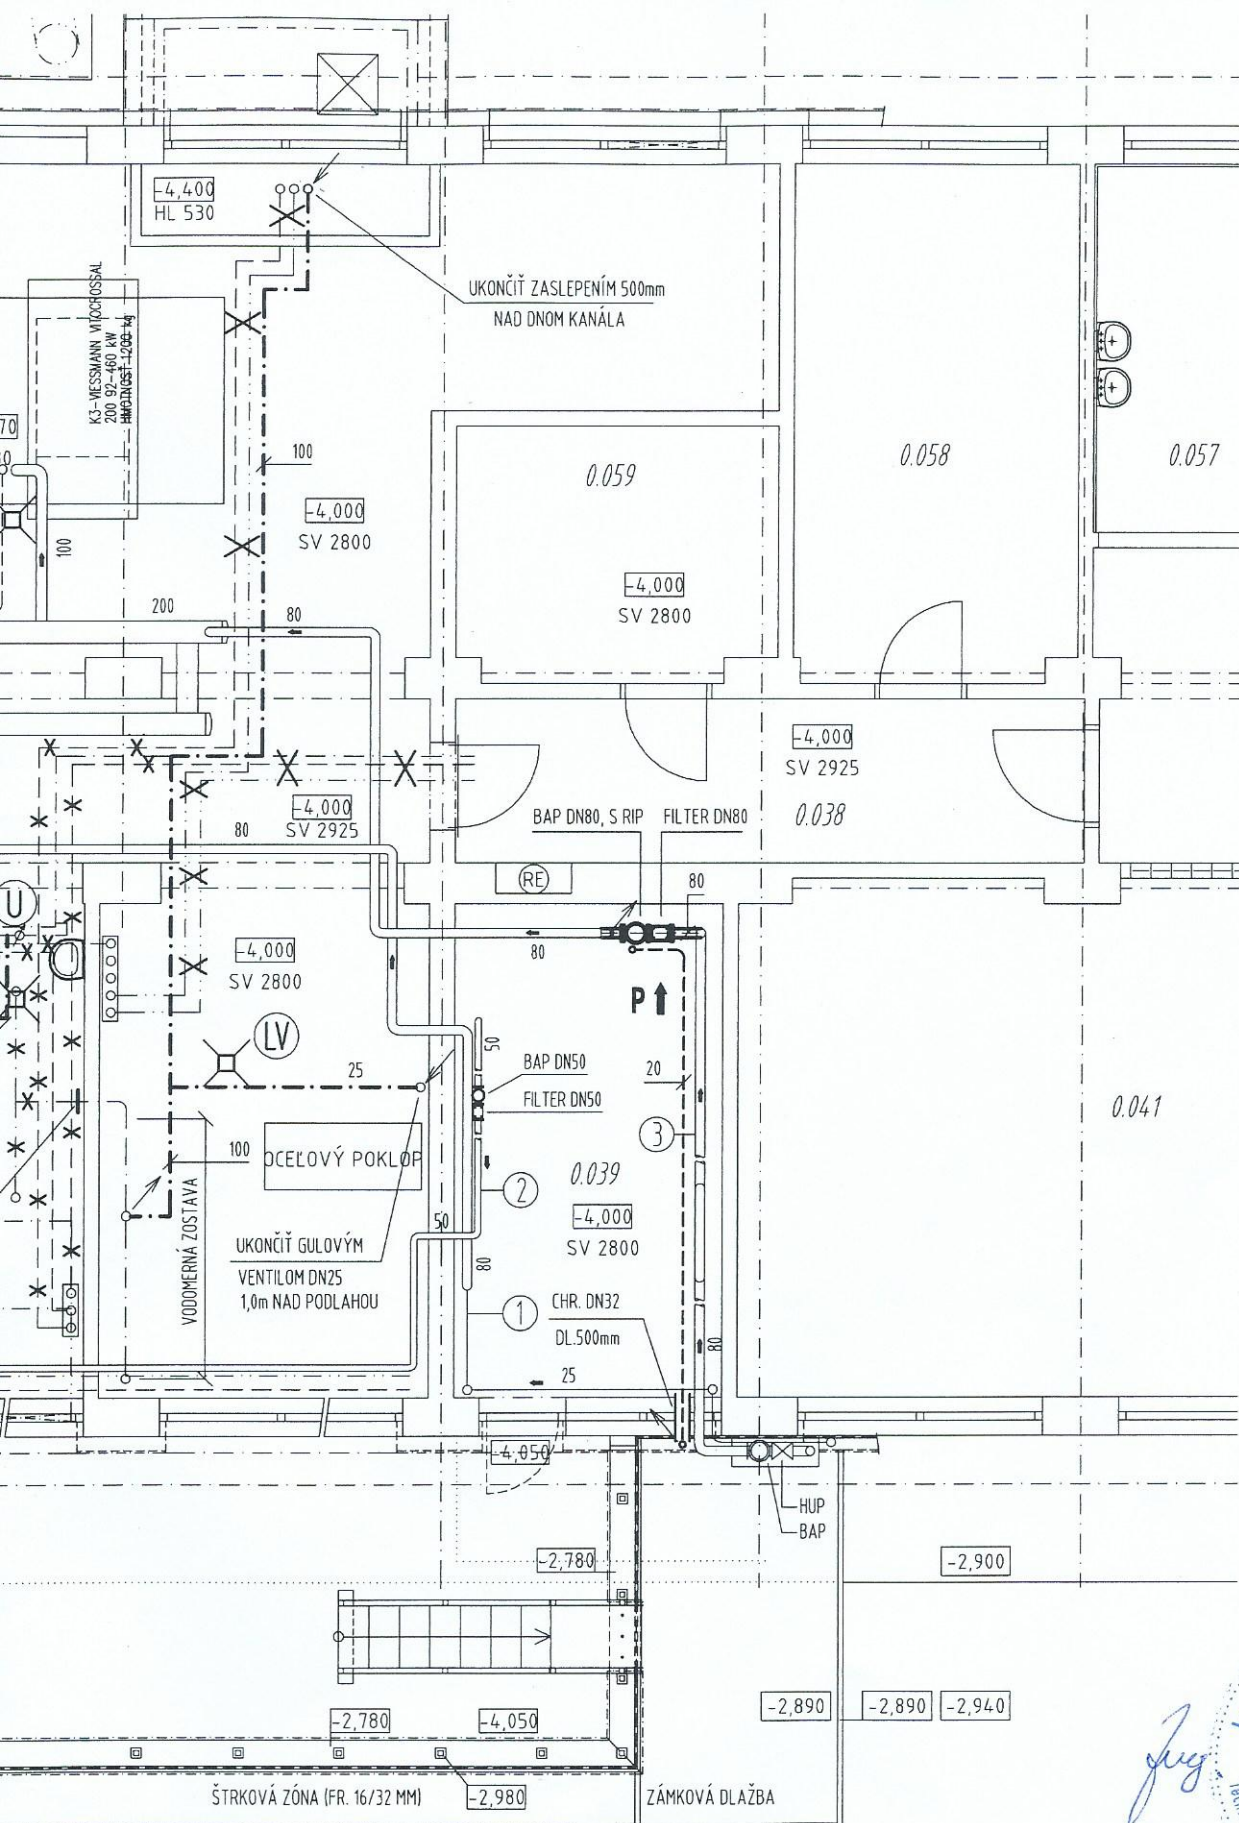 -4,400
HL 530
K3-VIESSMANN VITOCROSSAL
200 92-460 kW
HMOTNOSŤ 1200 kg
UKONČIŤ ZASLEPENÍM 500mm
NAD DNOM KANÁLA
70
100
0.059
0.058
0.057
-4,000
SV 2800
100
-4,000
SV 2800
200
80
-4,000
SV 2925
0.038
-4,000
SV 2925
80
BAP DN80, S RIP
FILTER DN80
RE
80
U
-4,000
SV 2800
80
P
LV
50
25
BAP DN50
FILTER DN50
20
3
0.041
100
OCEĽOVÝ POKLOP
0.039
2
VODOMERNÁ ZOSTAVA
50
-4,000
SV 2800
UKONČIŤ GULOVÝM
VENTILOM DN25
1,0m NAD PODLAHOU
80
1
CHR. DN32
DL.500mm
80
25
-4,050
HUP
BAP
-2,780
-2,900
-2,780
-4,050
-2,890
-2,890
-2,940
ŠTRKOVÁ ZÓNA (FR. 16/32 MM)
-2,980
ZÁMKOVÁ DLAŽBA